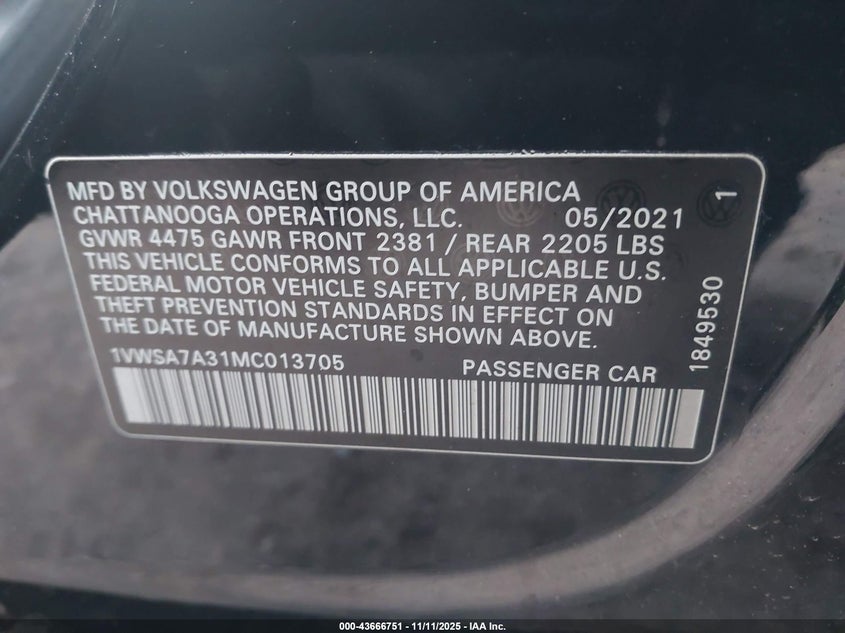 MFD BY VOLKSWAGEN GROUP OF AMERICA
CHATTANOOGA OPERATIONS, LLC. 05/2021
GVWR 4475 GAWR FRONT 2381 / REAR 2205 LBS
THIS VEHICLE CONFORMS TO ALL APPLICABLE U.S.
FEDERAL MOTOR VEHICLE SAFETY, BUMPER AND
THEFT PREVENTION STANDARDS IN EFFECT ON
THE DATE OF MANUFACTURE SHOWN ABOVE.
1VWSA7A31MC013705 PASSENGER CAR
1849530 1
000-43666751 - 11/11/2025 - IAA Inc.